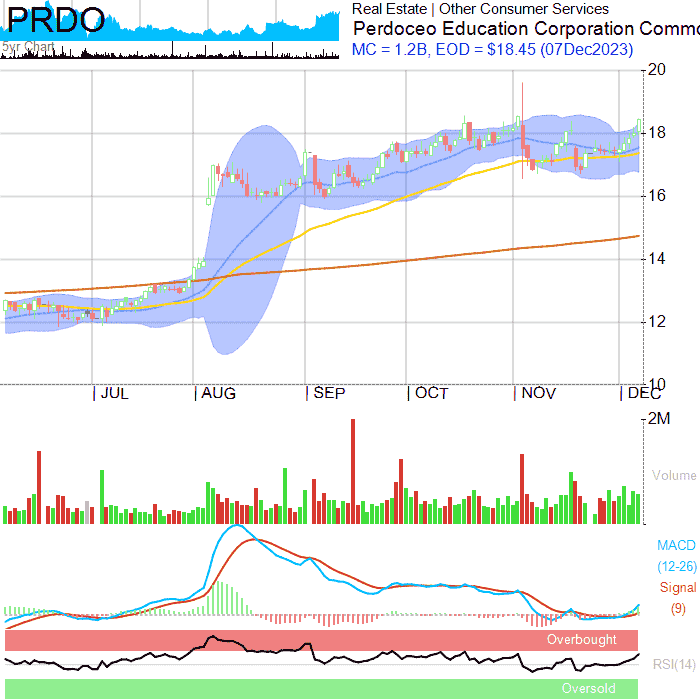 PRDO
5yr Chart
Real Estate | Other Consumer Services
Perdoceo Education Corporation Commo
MC = 1.2B, EOD = $18.45 (07Dec2023)
20
18
16
14
12
10
JUL AUG SEP OCT NOV DEC
2M
Volume
MACD
(12-26)
Signal
(9)
Overbought
RSI(14)
Oversold